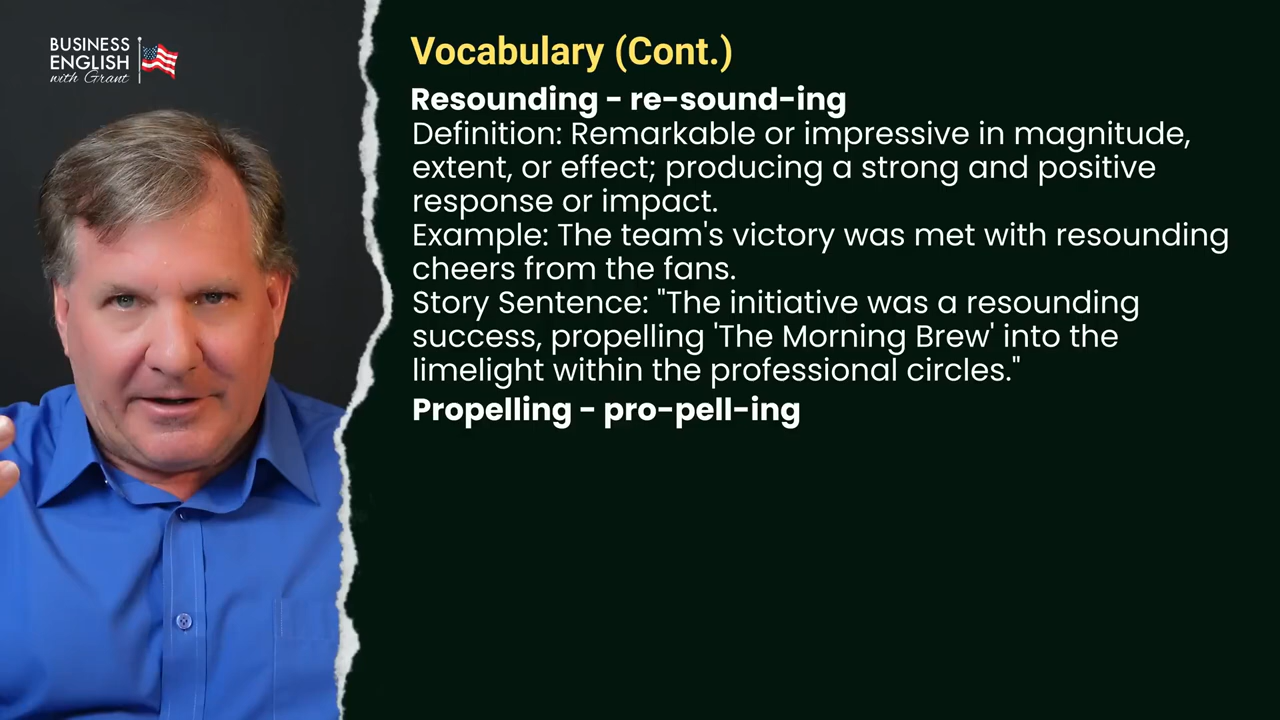 BUSINESS
ENGLISH
with Grant
Vocabulary (Cont.)
Resounding - re-sound-ing
Definition: Remarkable or impressive in magnitude,
extent, or effect; producing a strong and positive
response or impact.
Example: The team's victory was met with resounding
cheers from the fans.
Story Sentence: "The initiative was a resounding
success, propelling 'The Morning Brew' into the
limelight within the professional circles."
Propelling - pro-pell-ing